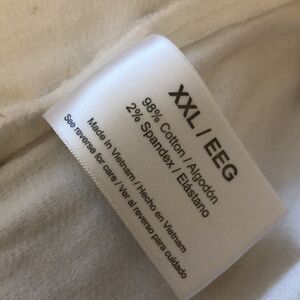 XXL / EEG
98% Cotton / Algodón
2% Spandex / Elástano
Made in Vietnam / Hecho en Vietnam
See reverse for care / Ver al reverso para cuidado